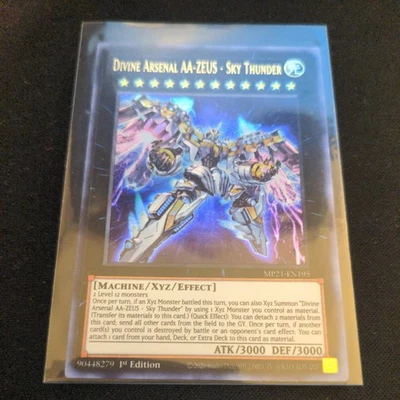 DIVINE ARSENAL AA-ZEUS - SKY THUNDER
MP21-EN195
[MACHINE/XYZ/EFFECT]
2 Level 12 monsters
Once per turn, if an Xyz Monster battled this turn, you can also Xyz Summon "Divine
Arsenal AA-ZEUS - Sky Thunder" by using 1 Xyz Monster you control as material.
(Transfer its materials to this card.) (Quick Effect): You can detach 2 materials from
this card; send all other cards from the field to the GY. Once per turn, if another
card(s) you control is destroyed by battle or an opponent's card effect: You can
attach 1 card from your hand, Deck, or Extra Deck to this card as material.
ATK/3000 DEF/3000
90448279 1st Edition